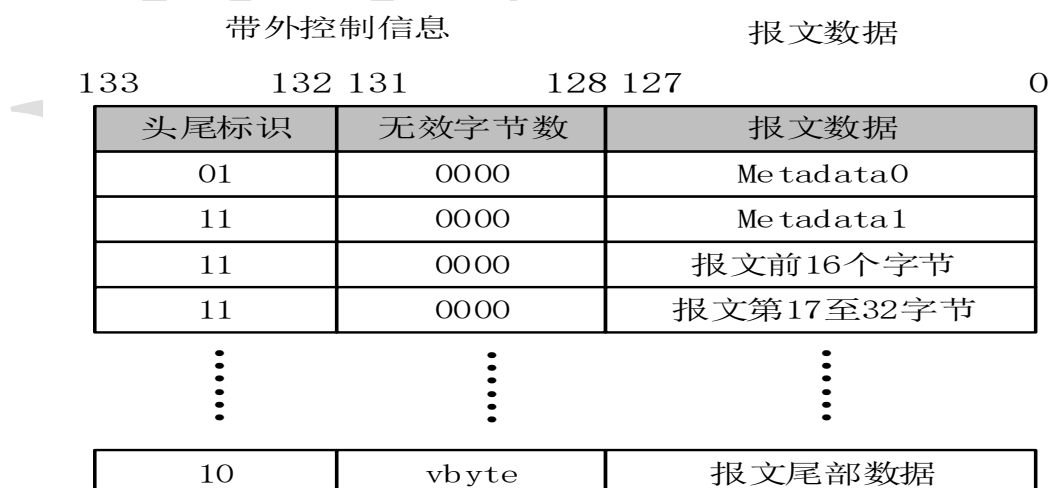 带外控制信息 报文数据
133 132 131 128 127 0
头尾标识 无效字节数 报文数据
01 0000 Metadata0
11 0000 Metadata1
11 0000 报文前16个字节
11 0000 报文第17至32字节
10 vbyte 报文尾部数据